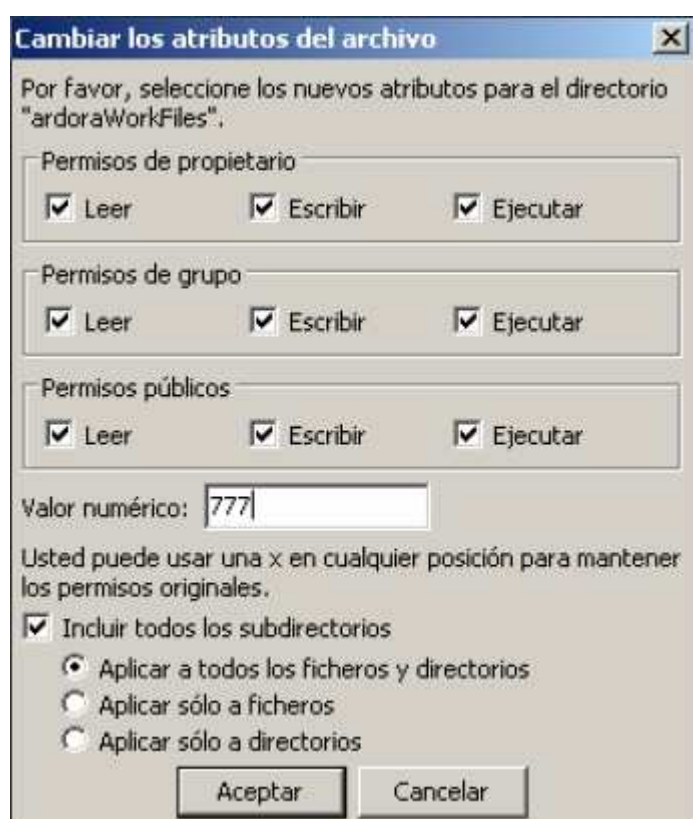 Cambiar los atributos del archivo
Por favor, seleccione los nuevos atributos para el directorio
"ardoraWorkFiles".
Permisos de propietario
Leer Escribir Ejecutar
Permisos de grupo
Leer Escribir Ejecutar
Permisos públicos
Leer Escribir Ejecutar
Valor numérico: 777
Usted puede usar una x en cualquier posición para mantener
los permisos originales.
Incluir todos los subdirectorios
Aplicar a todos los ficheros y directorios
Aplicar sólo a ficheros
Aplicar sólo a directorios
Aceptar Cancelar